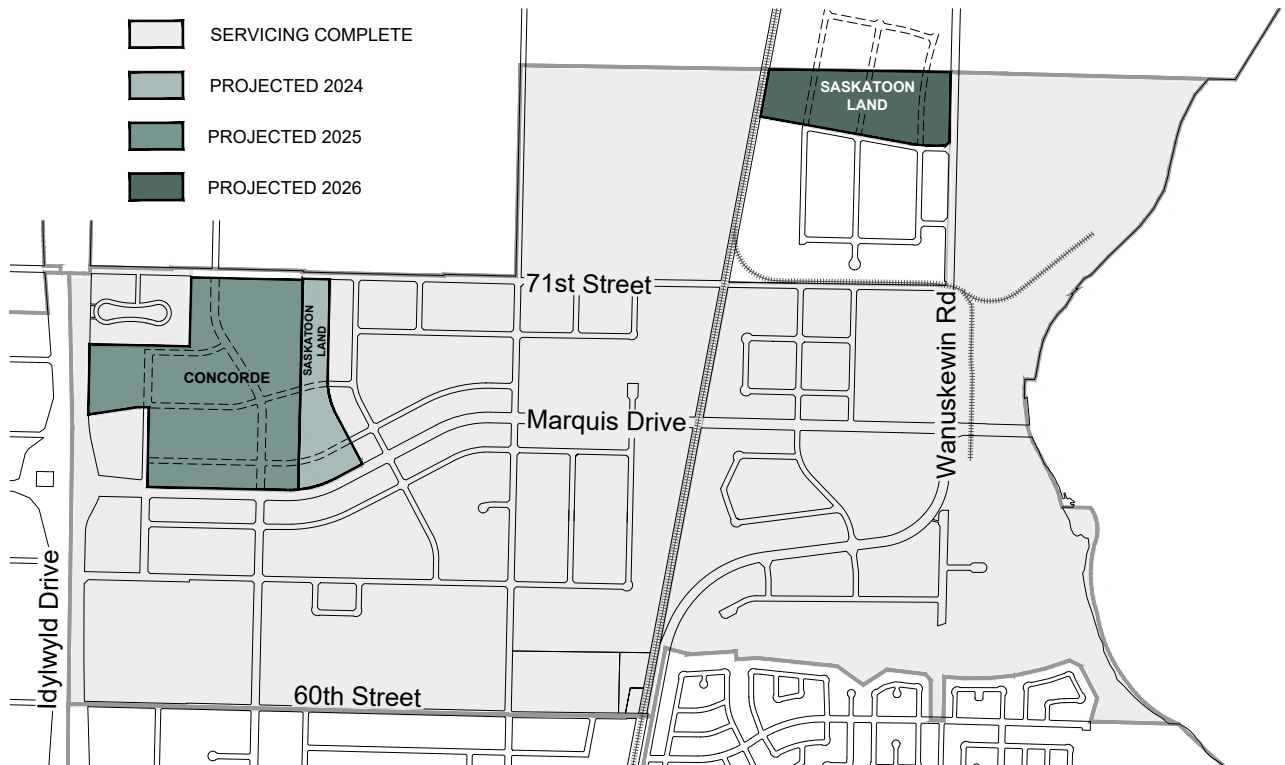 SERVICING COMPLETE
PROJECTED 2024
PROJECTED 2025
PROJECTED 2026
SASKATOON
LAND
71st Street
SASKATOON
LAND
CONCORDE
Wanuskewin Rd
Marquis Drive
Idylwyld Drive
60th Street